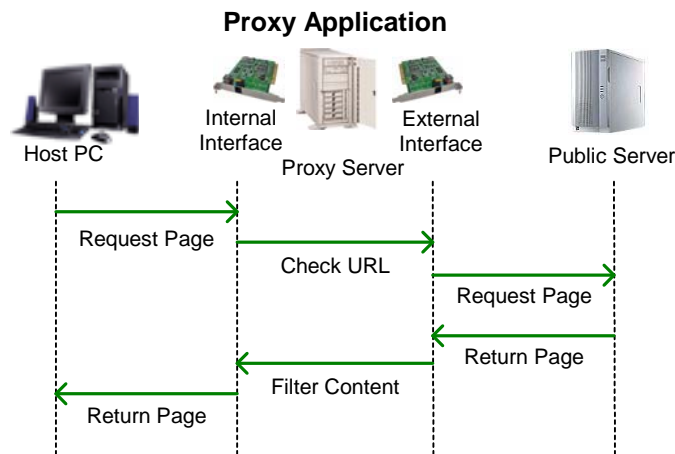 Proxy Application
Internal
Interface
External
Interface
Host PC
Proxy Server
Public Server
Request Page
Check URL
Request Page
Return Page
Filter Content
Return Page